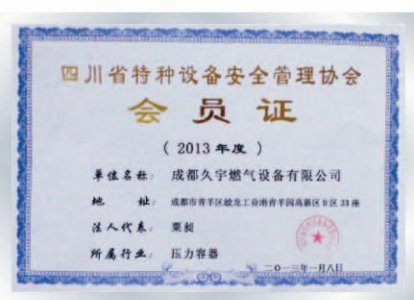 四川省特种设备安全管理协会
会员证
（2013年度）
单位名称： 成都久宇燃气设备有限公司
地 址： 成都市青羊区蛟龙工业港青羊园高新区B区33座
法人代表： 栗昶
所属行业： 压力容器
二〇一三年一月八日